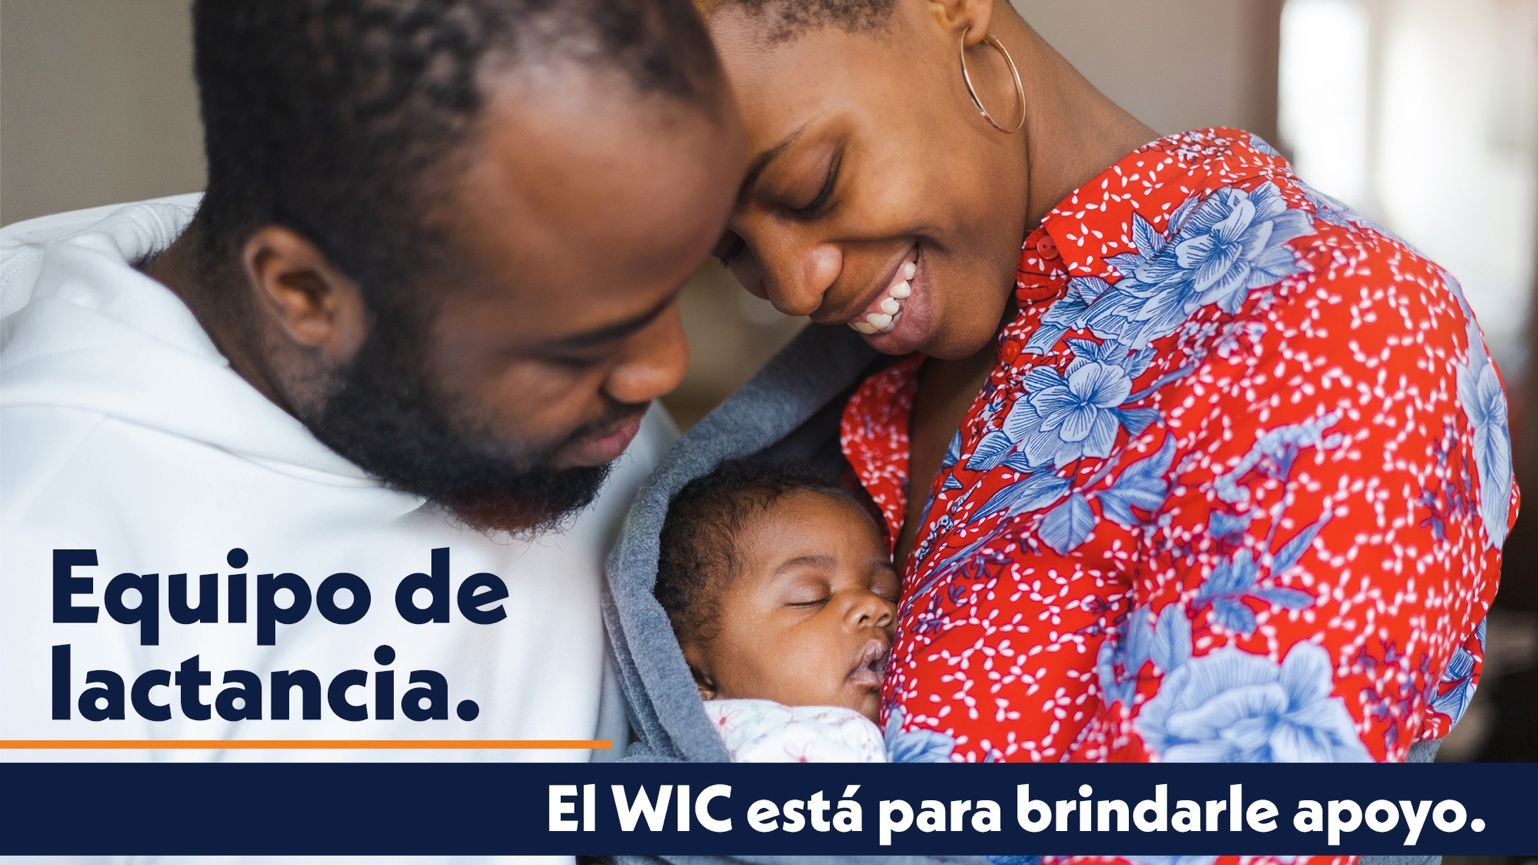 Equipo de
lactancia.
El WIC está para brindarle apoyo.